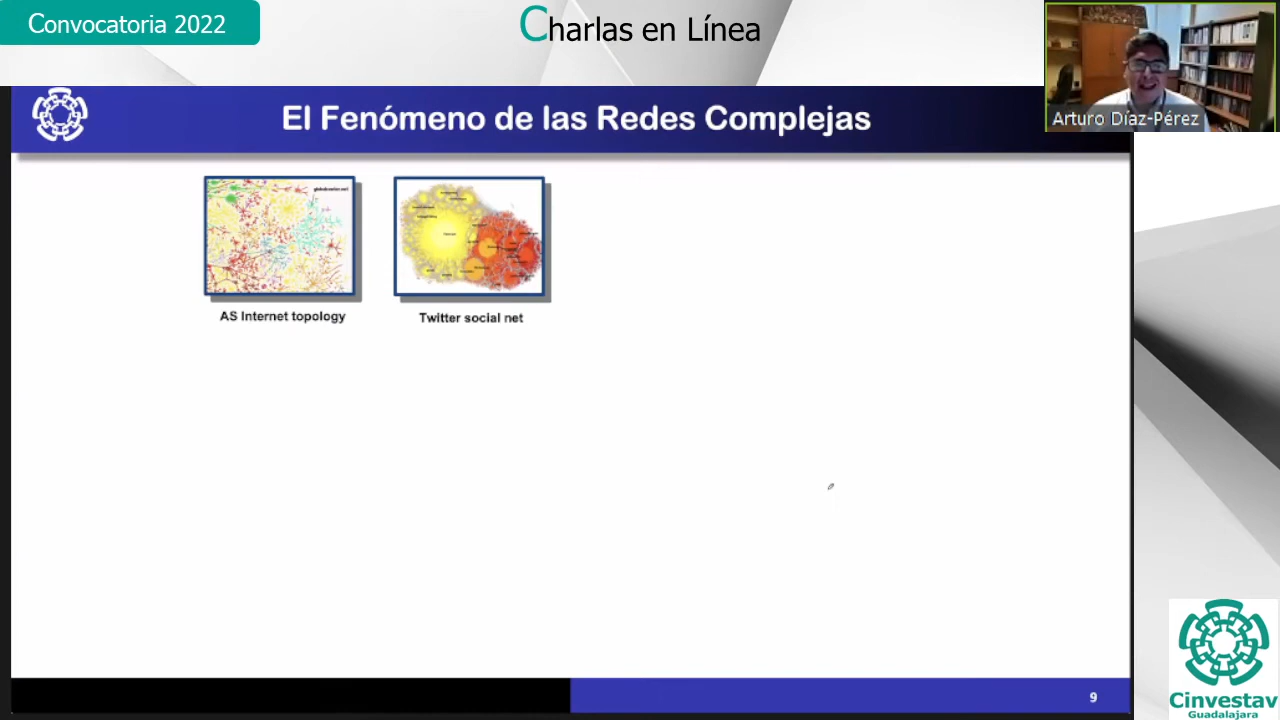 Convocatoria 2022
Charlas en Línea
Arturo Díaz-Pérez
El Fenómeno de las Redes Complejas
AS Internet topology
Twitter social net
9
Cinvestav
Guadalajara